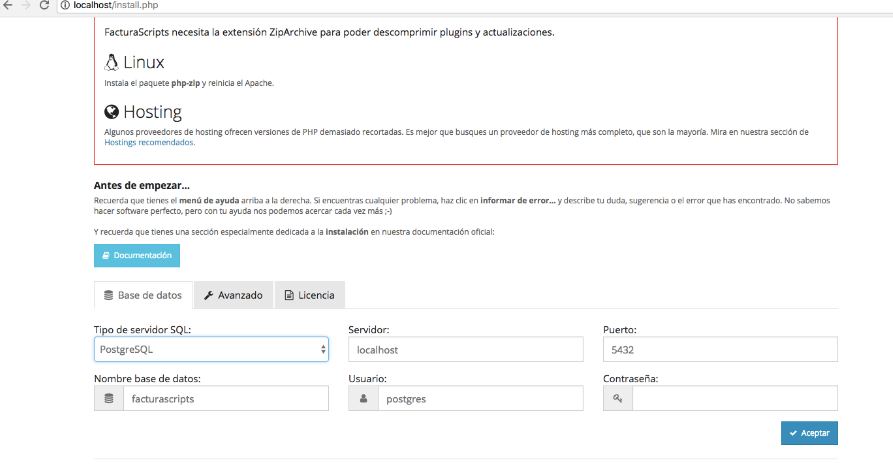 localhost/install.php
FacturaScripts necesita la extensión ZipArchive para poder descomprimir plugins y actualizaciones.
Linux
Instala el paquete php-zip y reinicia el Apache.
Hosting
Algunos proveedores de hosting ofrecen versiones de PHP demasiado recortadas. Es mejor que busques un proveedor de hosting más completo, que son la mayoría. Mira en nuestra sección de
Hostings recomendados.
Antes de empezar...
Recuerda que tienes el menú de ayuda arriba a la derecha. Si encuentras cualquier problema, haz clic en informar de error... y describe tu duda, sugerencia o el error que has encontrado. No sabemos
hacer software perfecto, pero con tu ayuda nos podemos acercar cada vez más ;-)
Y recuerda que tienes una sección especialmente dedicada a la instalación en nuestra documentación oficial:
Documentación
Base de datos Avanzado Licencia
Tipo de servidor SQL: Servidor: Puerto:
PostgreSQL localhost 5432
Nombre base de datos: Usuario: Contraseña:
facturascripts postgres
Aceptar